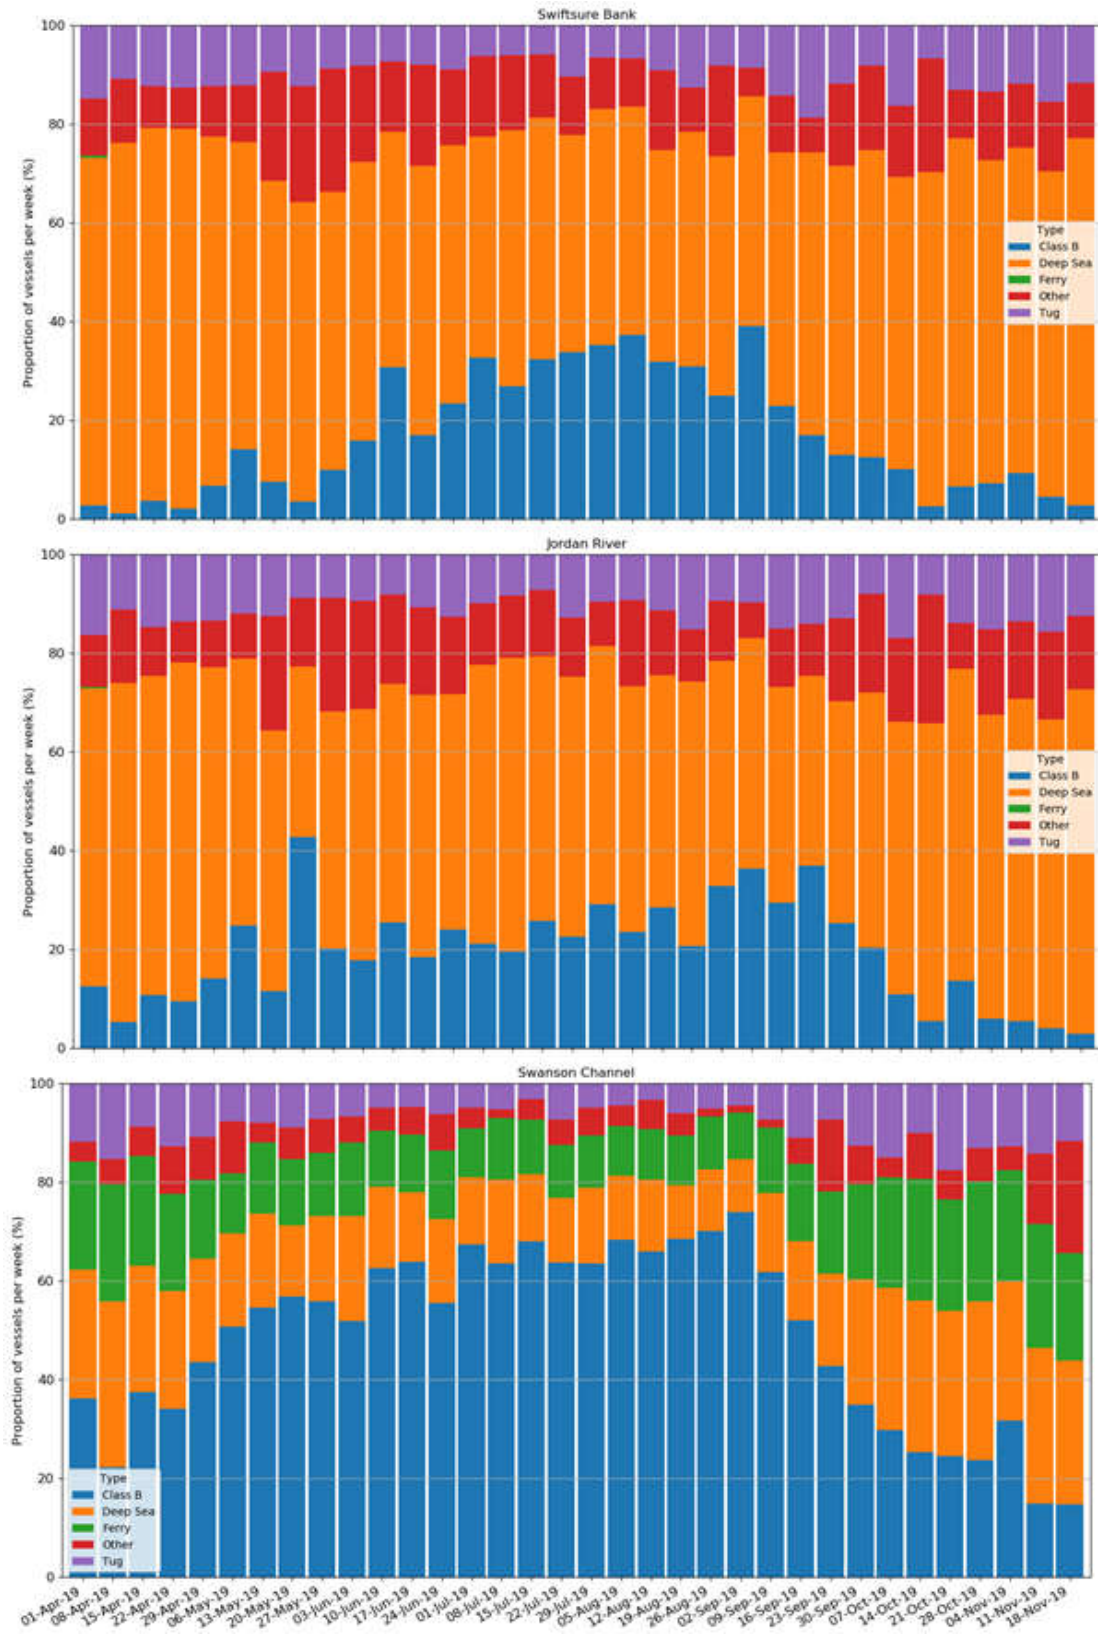 Swiftsure Bank
Proportion of vessels per week (%)
100
80
60
40
20
0
Type
Class B
Deep Sea
Ferry
Other
Tug
Jordan River
Proportion of vessels per week (%)
100
80
60
40
20
0
Type
Class B
Deep Sea
Ferry
Other
Tug
Swanson Channel
Proportion of vessels per week (%)
100
80
60
40
20
0
Type
Class B
Deep Sea
Ferry
Other
Tug
01-Apr-19
08-Apr-19
15-Apr-19
22-Apr-19
29-Apr-19
06-May-19
13-May-19
20-May-19
27-May-19
03-Jun-19
10-Jun-19
17-Jun-19
24-Jun-19
01-Jul-19
08-Jul-19
15-Jul-19
22-Jul-19
29-Jul-19
05-Aug-19
12-Aug-19
19-Aug-19
26-Aug-19
02-Sep-19
09-Sep-19
16-Sep-19
23-Sep-19
30-Sep-19
07-Oct-19
14-Oct-19
21-Oct-19
28-Oct-19
04-Nov-19
11-Nov-19
18-Nov-19